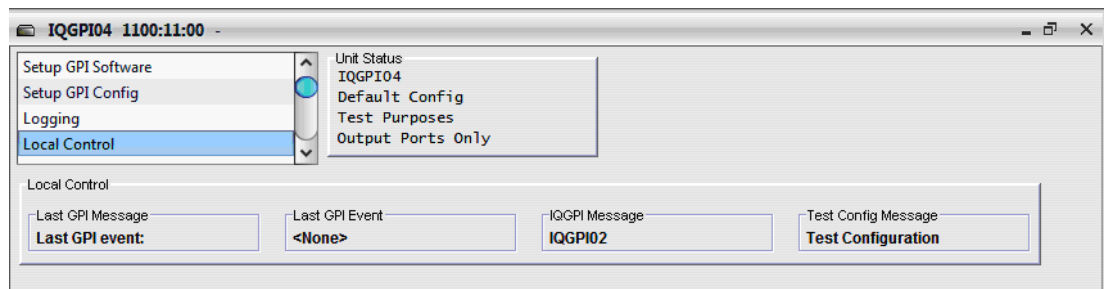 IQGPI04 1100:11:00 -
Setup GPI Software
Setup GPI Config
Logging
Local Control
Unit Status
IQGPI04
Default Config
Test Purposes
Output Ports Only
Local Control
Last GPI Message
Last GPI event:
Last GPI Event
<None>
IQGPI Message
IQGPI02
Test Config Message
Test Configuration